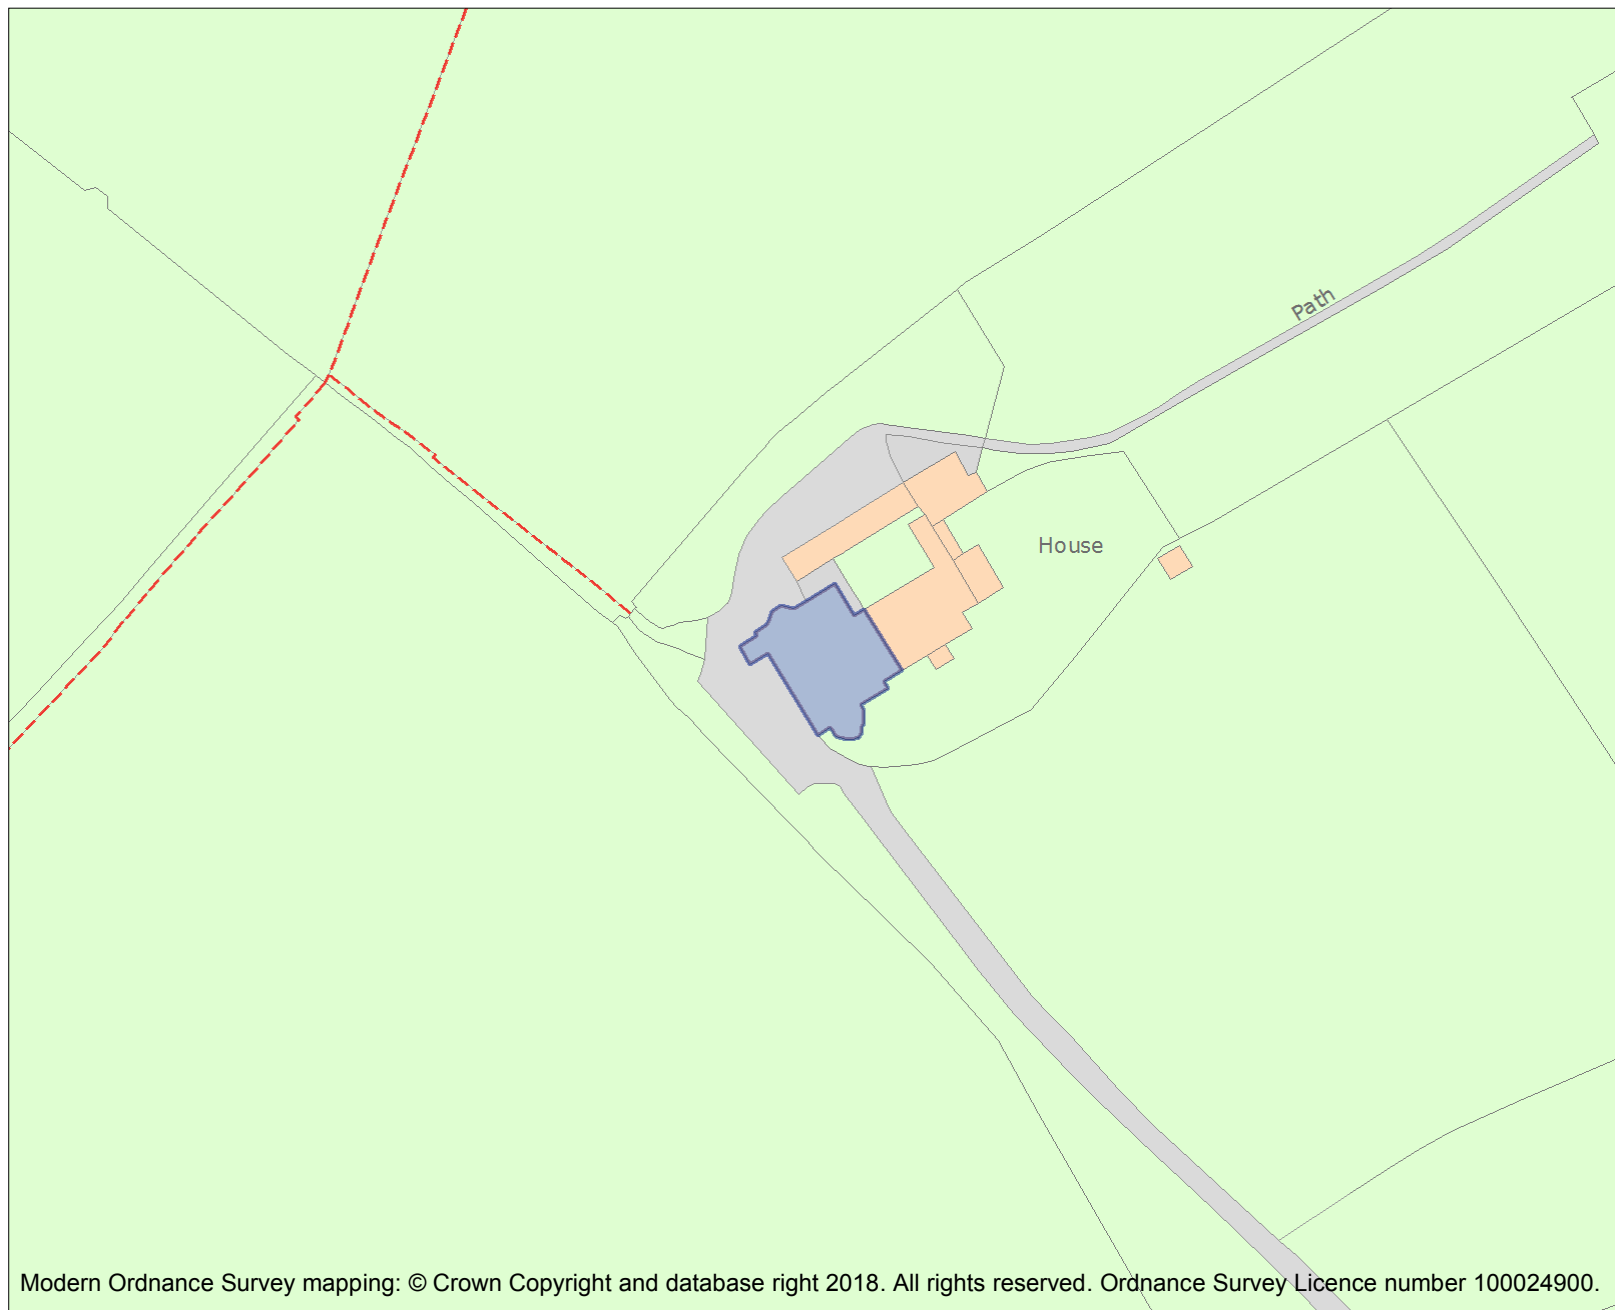 Path
House
Modern Ordnance Survey mapping: © Crown Copyright and database right 2018. All rights reserved. Ordnance Survey Licence number 100024900.